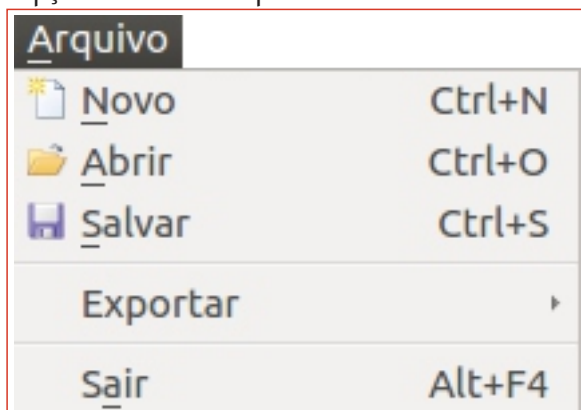 Arquivo
Novo Ctrl+N
Abrir Ctrl+O
Salvar Ctrl+S
Exportar
Sair Alt+F4